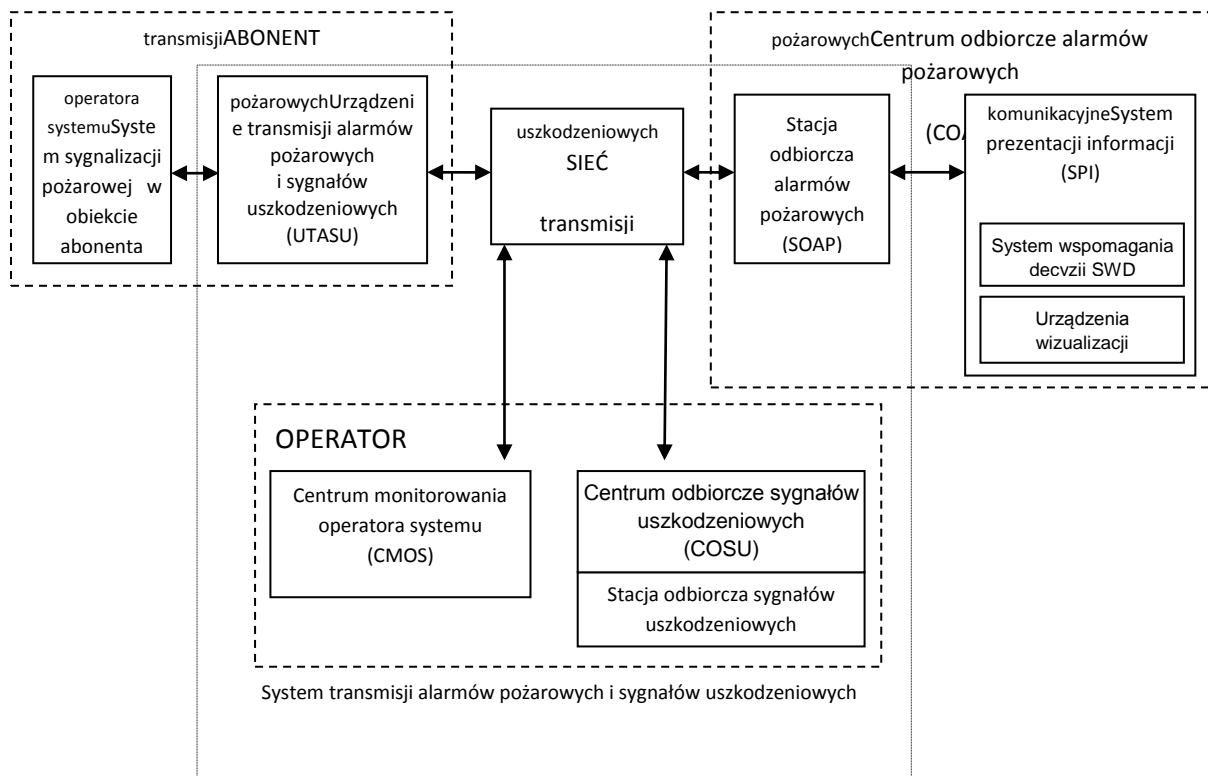 transmisjiABONENT
operatora
systemuSyste
m sygnalizacji
pożarowej w
obiekcie
abonenta
pożarowychUrządzeni
e transmisji alarmów
pożarowych
i sygnałów
uszkodzeniowych
(UTASU)
uszkodzeniowych
SIEĆ
transmisji
pożarowychCentrum odbiorcze alarmów
pożarowych
(COA
Stacja
odbiorcza
alarmów
pożarowych
(SOAP)
komunikacyjneSystem
prezentacji informacji
(SPI)
System wspomagania
decyzji SWD
Urządzenia
wizualizacji
OPERATOR
Centrum monitorowania
operatora systemu
(CMOS)
Centrum odbiorcze sygnałów
uszkodzeniowych
(COSU)
Stacja odbiorcza sygnałów
uszkodzeniowych
System transmisji alarmów pożarowych i sygnałów uszkodzeniowych